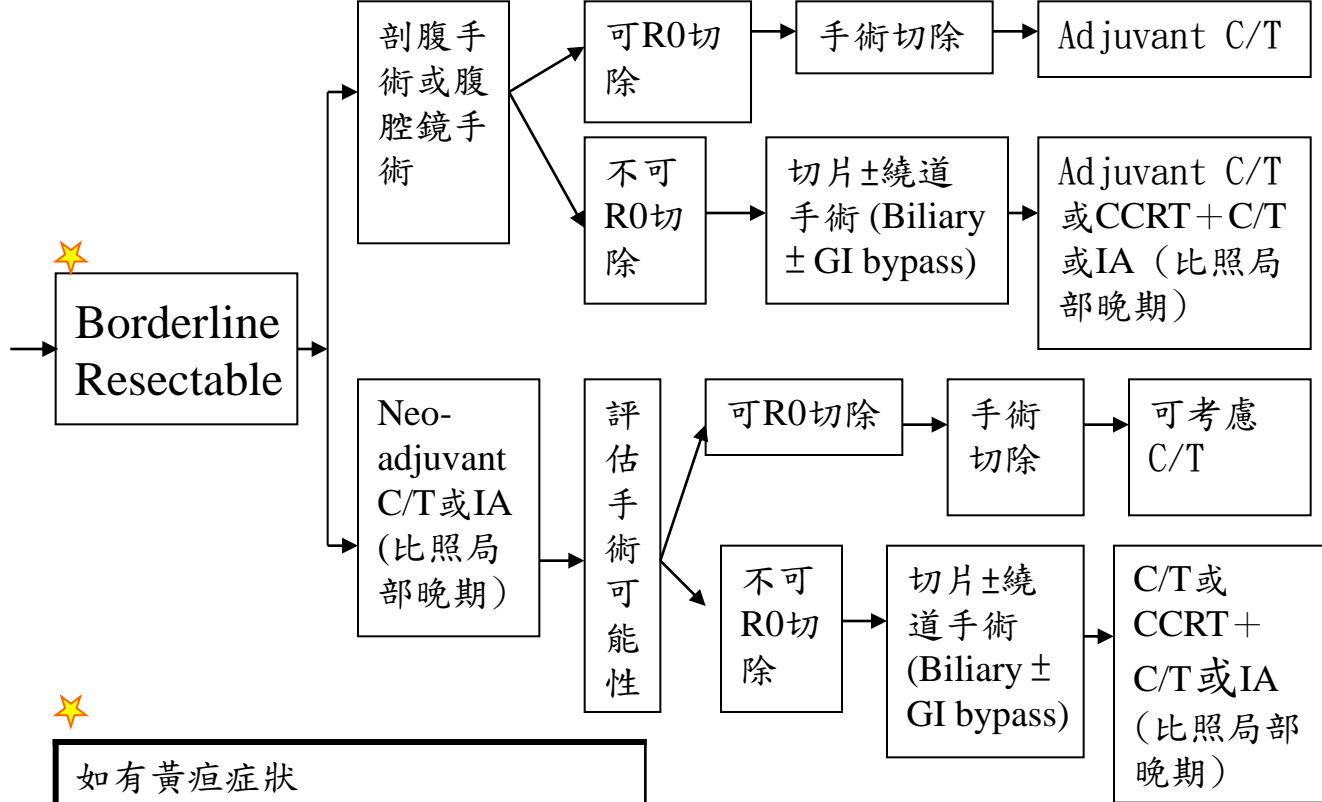 剖腹手
術或腹
腔鏡手
術
可R0切
除
手術切除
Adjuvant C/T
不可
R0切
除
切片±繞道
手術 (Biliary
± GI bypass)
Adjuvant C/T
或CCRT＋C/T
或IA（比照局
部晚期）
Borderline
Resectable
Neo-
adjuvant
C/T或IA
(比照局
部晚期）
評
估
手
術
可
能
性
可R0切除
手術
切除
可考慮
C/T
不可
R0切
除
切片±繞
道手術
(Biliary ±
GI bypass)
C/T或
CCRT＋
C/T或IA
（比照局部
晚期）
如有黃疸症狀